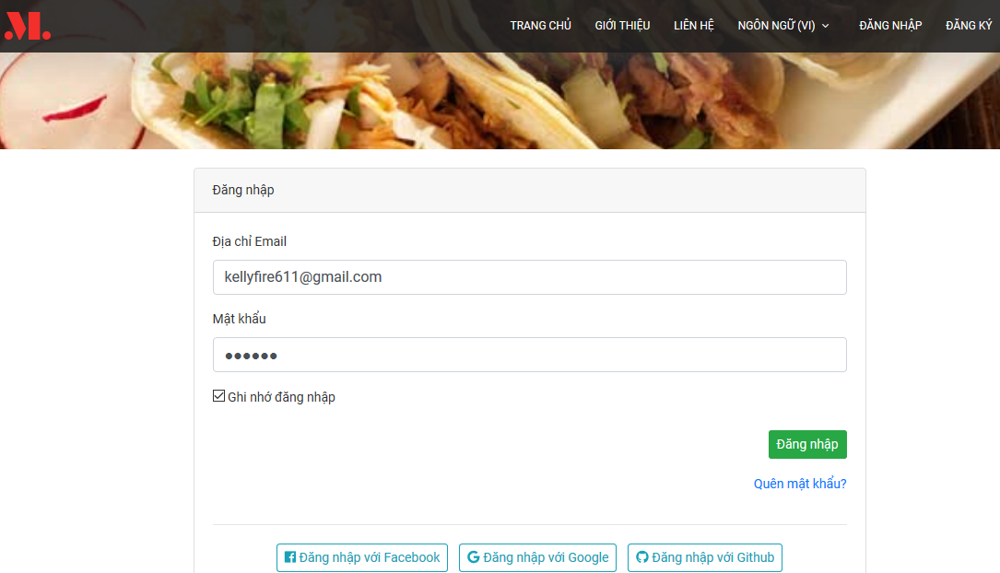 M.
TRANG CHỦ GIỚI THIỆU LIÊN HỆ NGÔN NGỮ (VI) ĐĂNG NHẬP ĐĂNG KÝ
Đăng nhập
Địa chỉ Email
kellyfire611@gmail.com
Mật khẩu
●●●●●●
Ghi nhớ đăng nhập
Đăng nhập
Quên mật khẩu?
Đăng nhập với Facebook Đăng nhập với Google Đăng nhập với Github